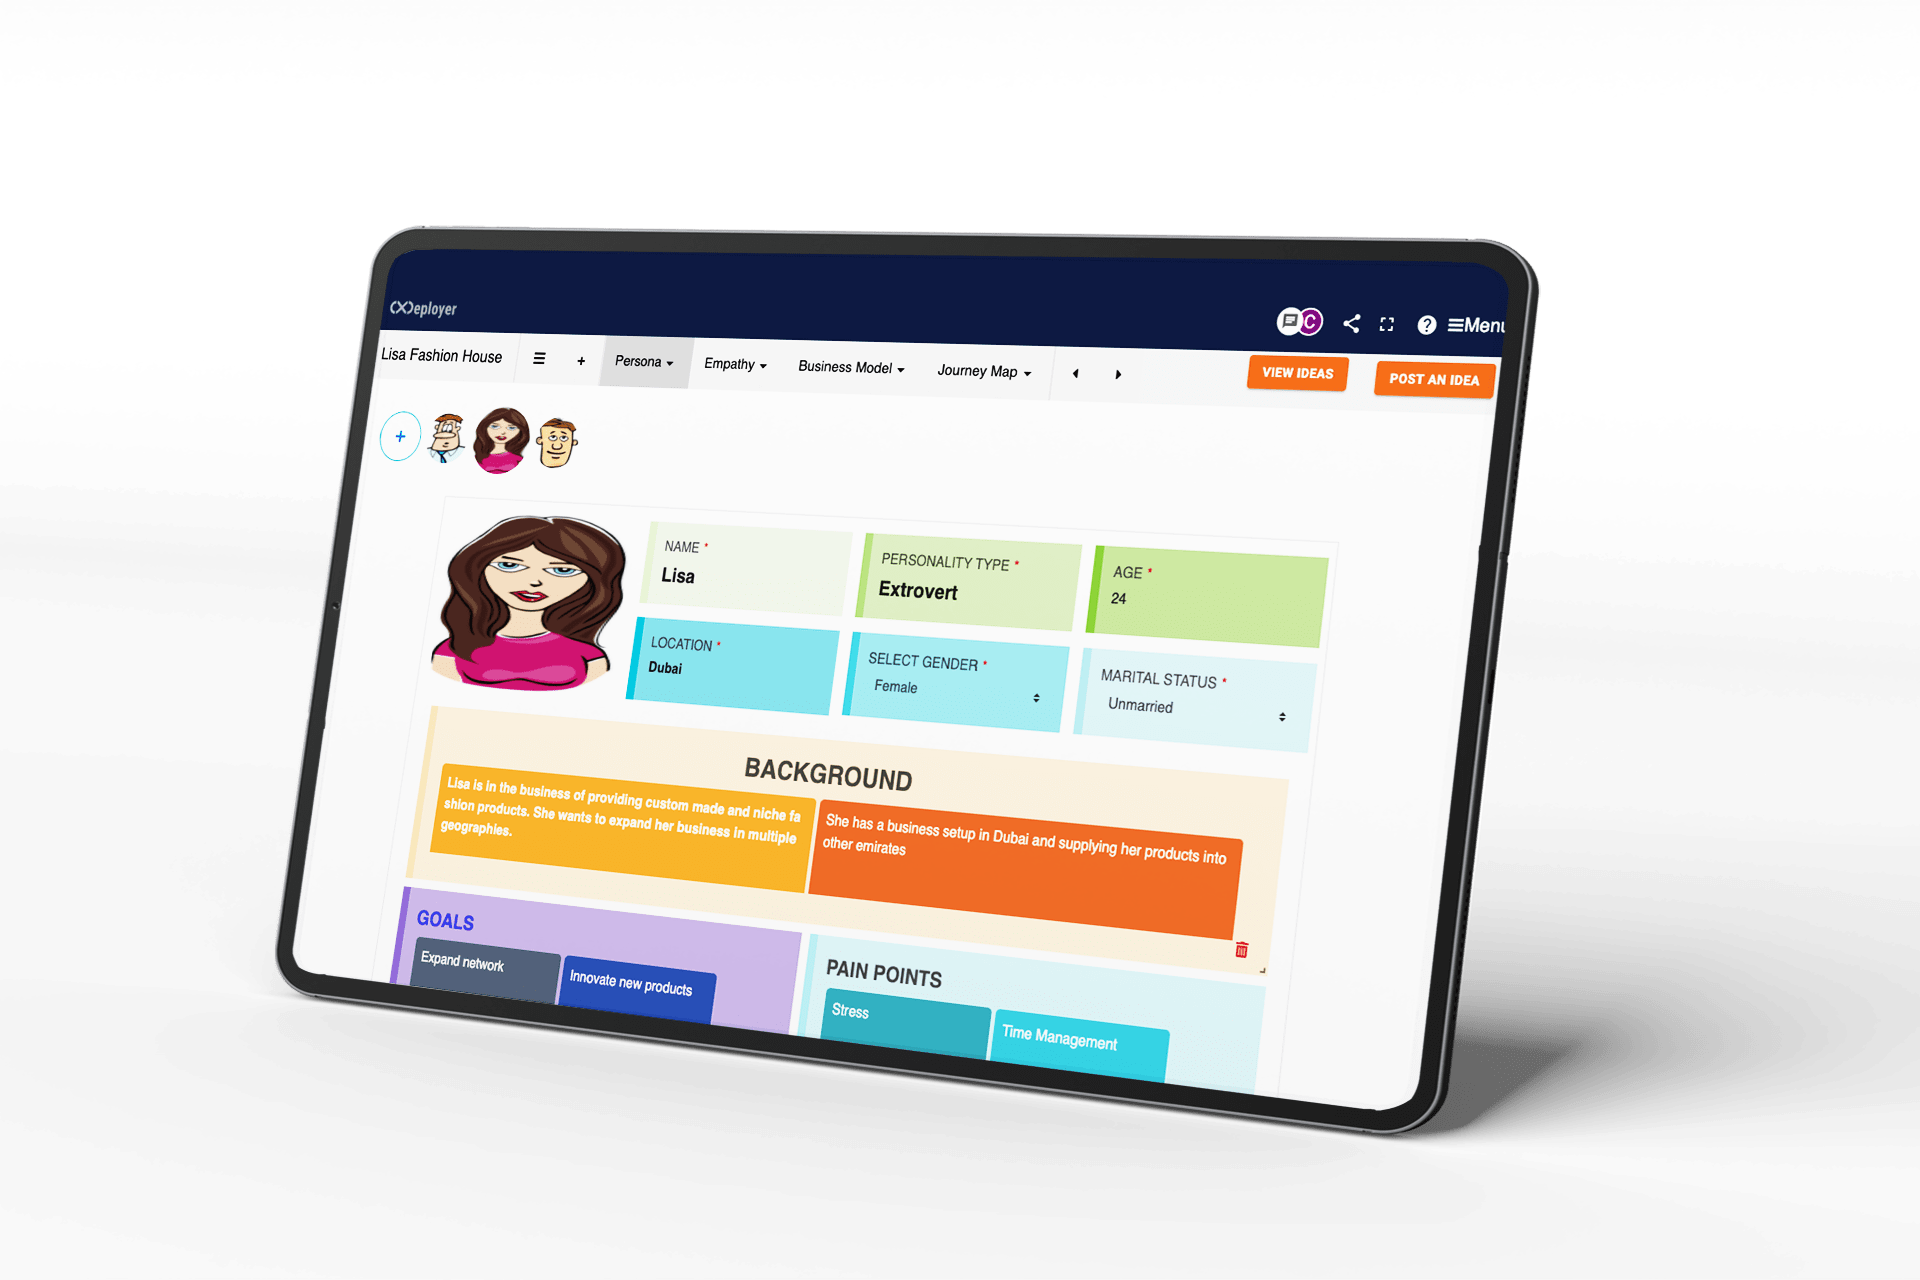 CXDeployer
C
?
Menu
Lisa Fashion House
+
Persona
Empathy
Business Model
Journey Map
VIEW IDEAS
POST AN IDEA
+
NAME *
Lisa
PERSONALITY TYPE *
Extrovert
AGE *
24
LOCATION *
Dubai
SELECT GENDER *
Female
MARITAL STATUS *
Unmarried
BACKGROUND
Lisa is in the business of providing custom made and niche fa
shion products. She wants to expand her business in multiple
geographies.
She has a business setup in Dubai and supplying her products into
other emirates
GOALS
Expand network
Innovate new products
PAIN POINTS
Stress
Time Management